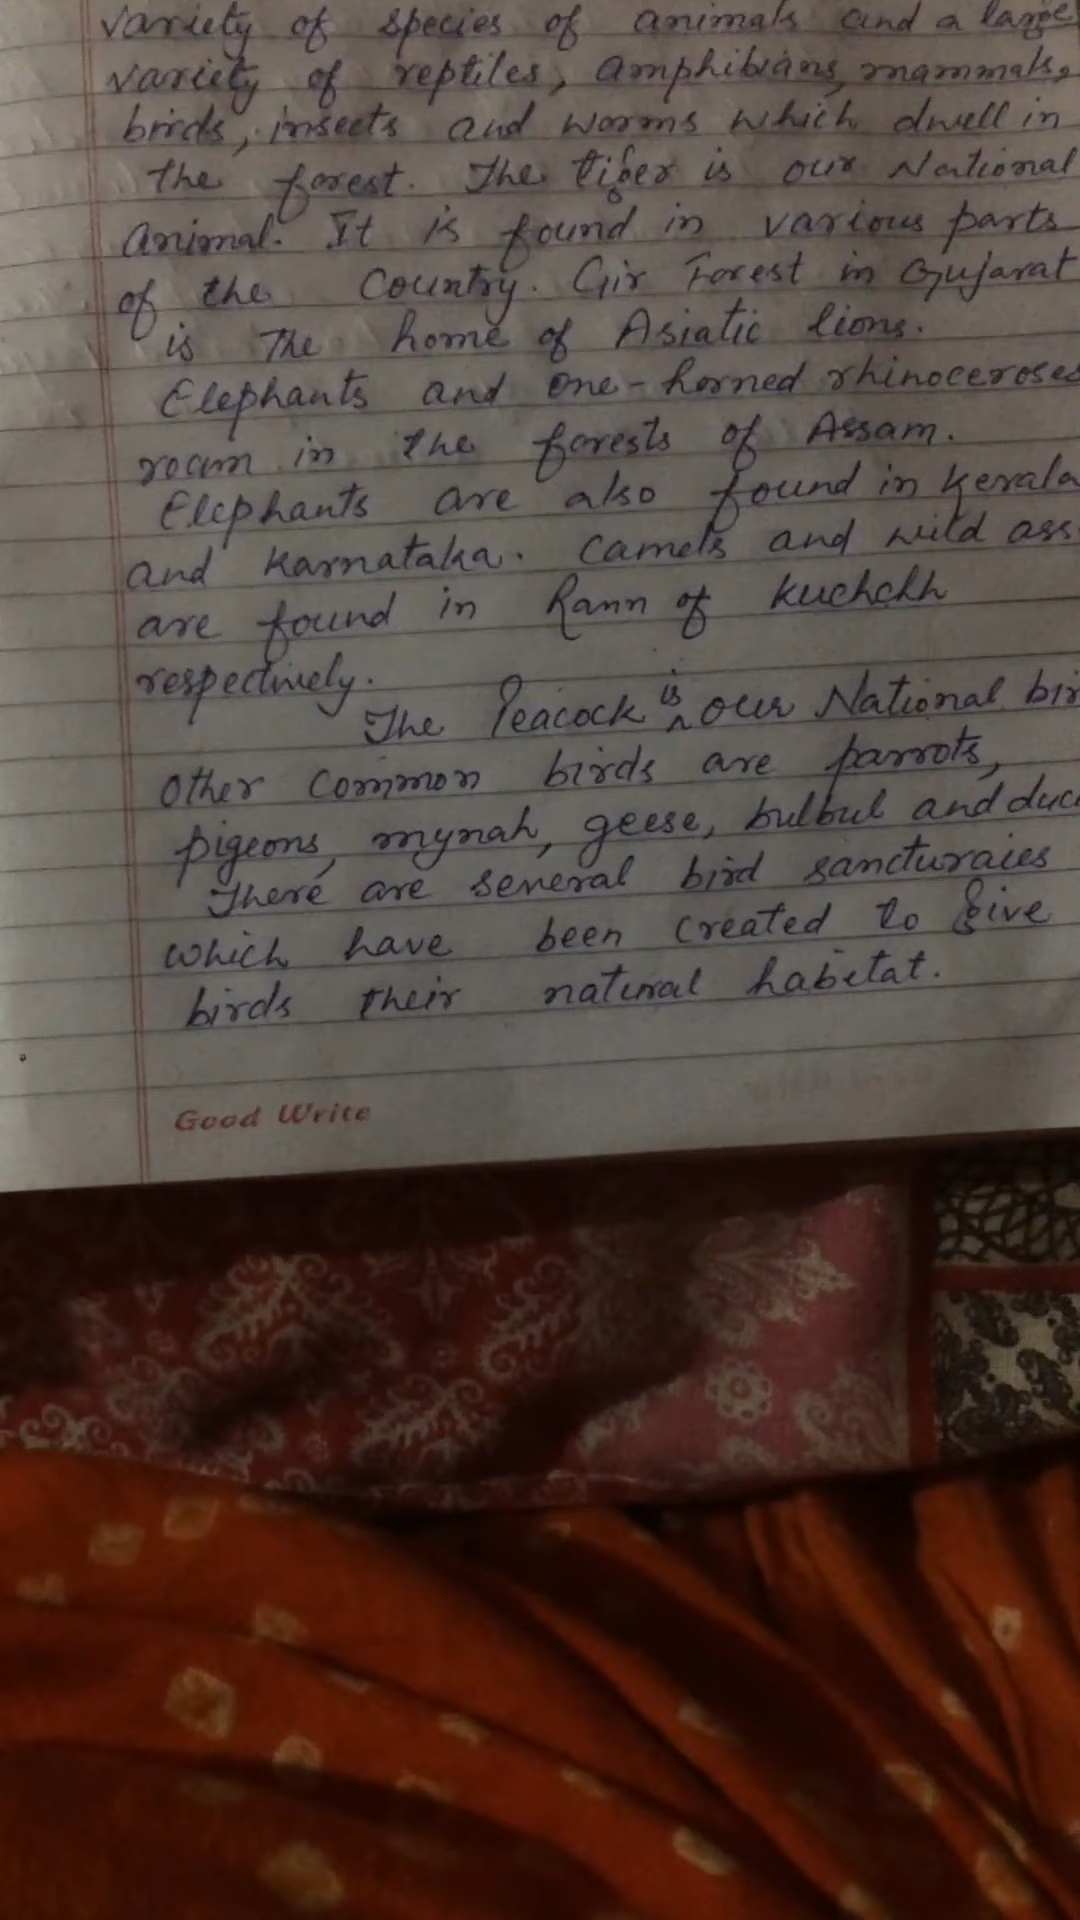 variety of species of animals and a large
variety of reptiles, amphibians, mammals,
birds, insects and worms which dwell in
the forest. The tiger is our National
animal. It is found in various parts
of the Country. Gir Forest in Gujarat
is The home of Asiatic lions.
Elephants and one-horned rhinoceroses
roam in the forests of Assam.
Elephants are also found in Kerala
and Karnataka. Camels and wild ass
are found in Rann of Kuchchh
respectively.
The Peacock is our National bir
Other common birds are parrots,
pigeons, mynah, geese, bulbul and duc
There are several bird sancturaies
which have been created to give
birds their natural habitat.
Good Write